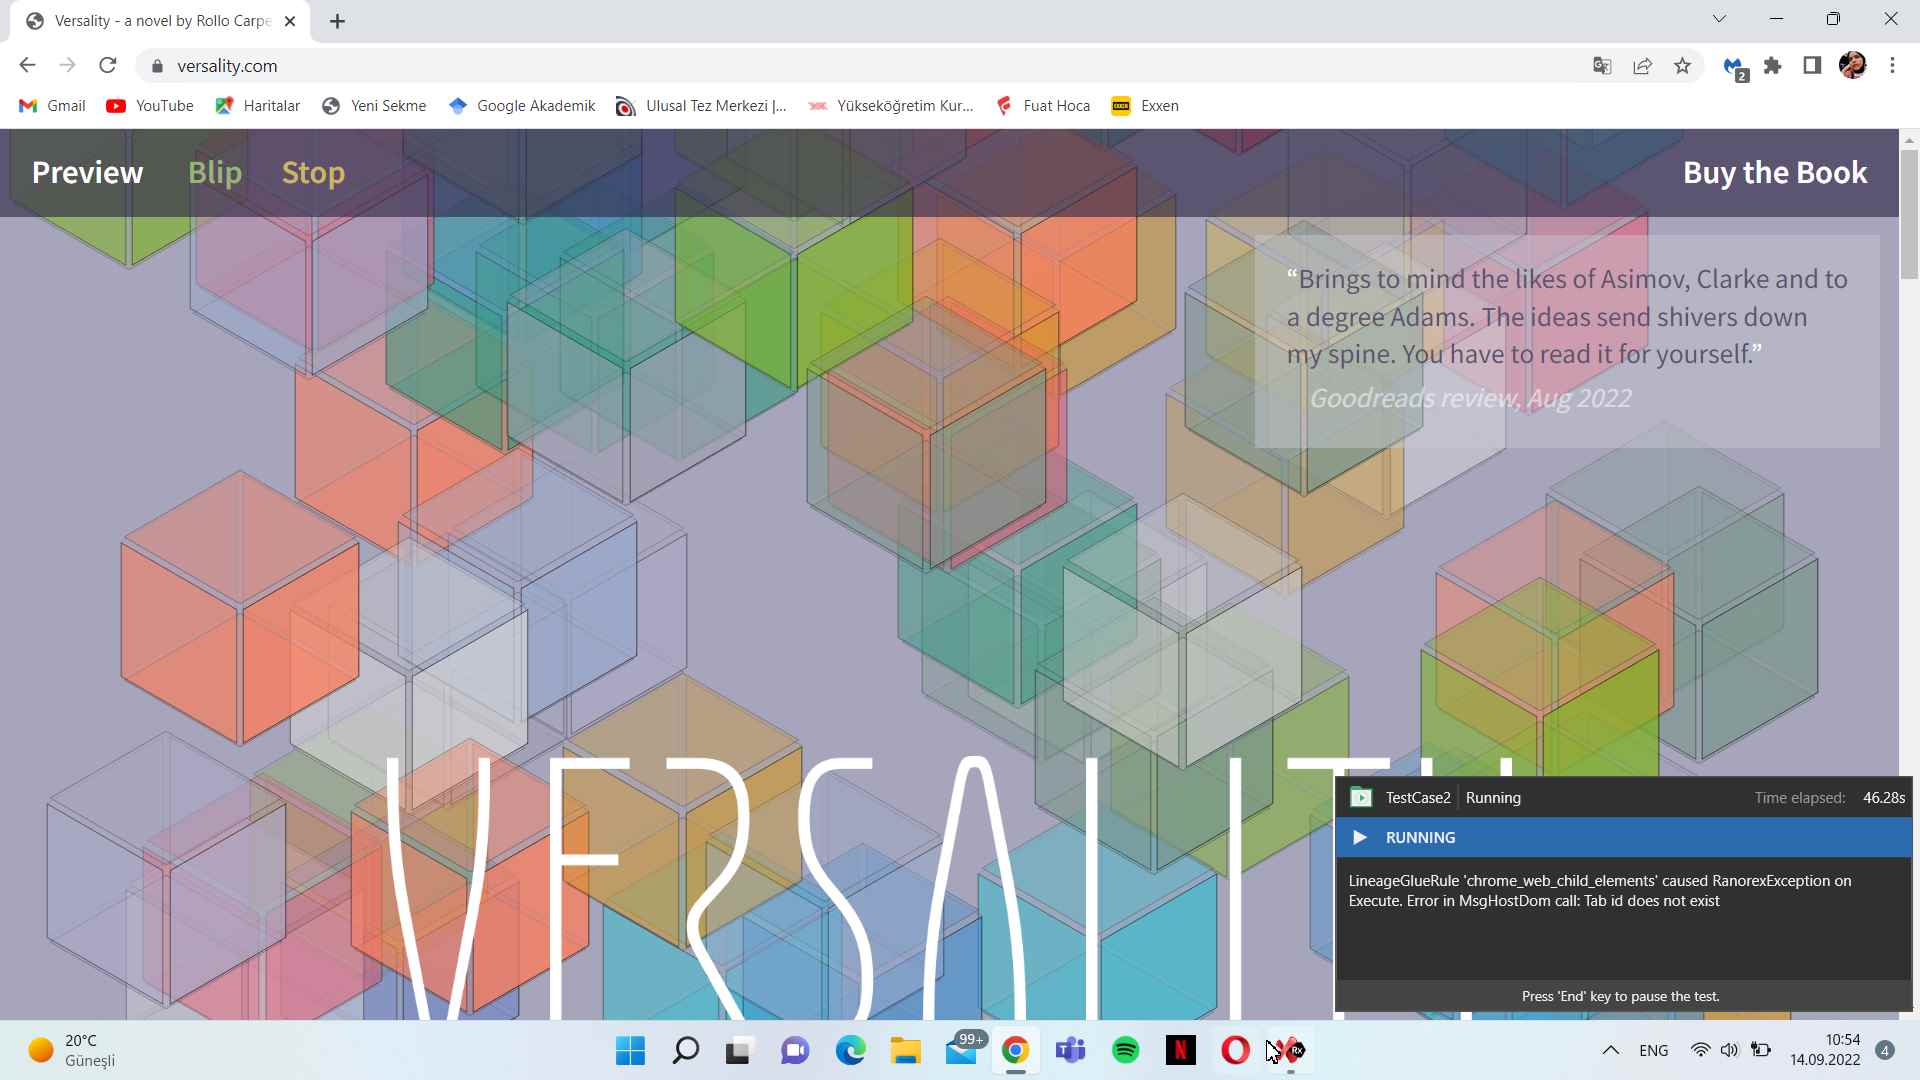 Versality - a novel by Rollo Carpe
versality.com
2
Gmail
YouTube
Haritalar
Yeni Sekme
Google Akademik
Ulusal Tez Merkezi |...
Yükseköğretim Kur...
Fuat Hoca
EXXEN
Exxen
Preview
Blip
Stop
Buy the Book
“Brings to mind the likes of Asimov, Clarke and to
a degree Adams. The ideas send shivers down
my spine. You have to read it for yourself.”
Goodreads review, Aug 2022
VERSALITY
TestCase2
Running
Time elapsed:
46.28s
RUNNING
LineageGlueRule 'chrome_web_child_elements' caused RanorexException on
Execute. Error in MsgHostDom call: Tab id does not exist
Press 'End' key to pause the test.
20°C
Güneşli
99+
N
Rx
ENG
10:54
14.09.2022
4